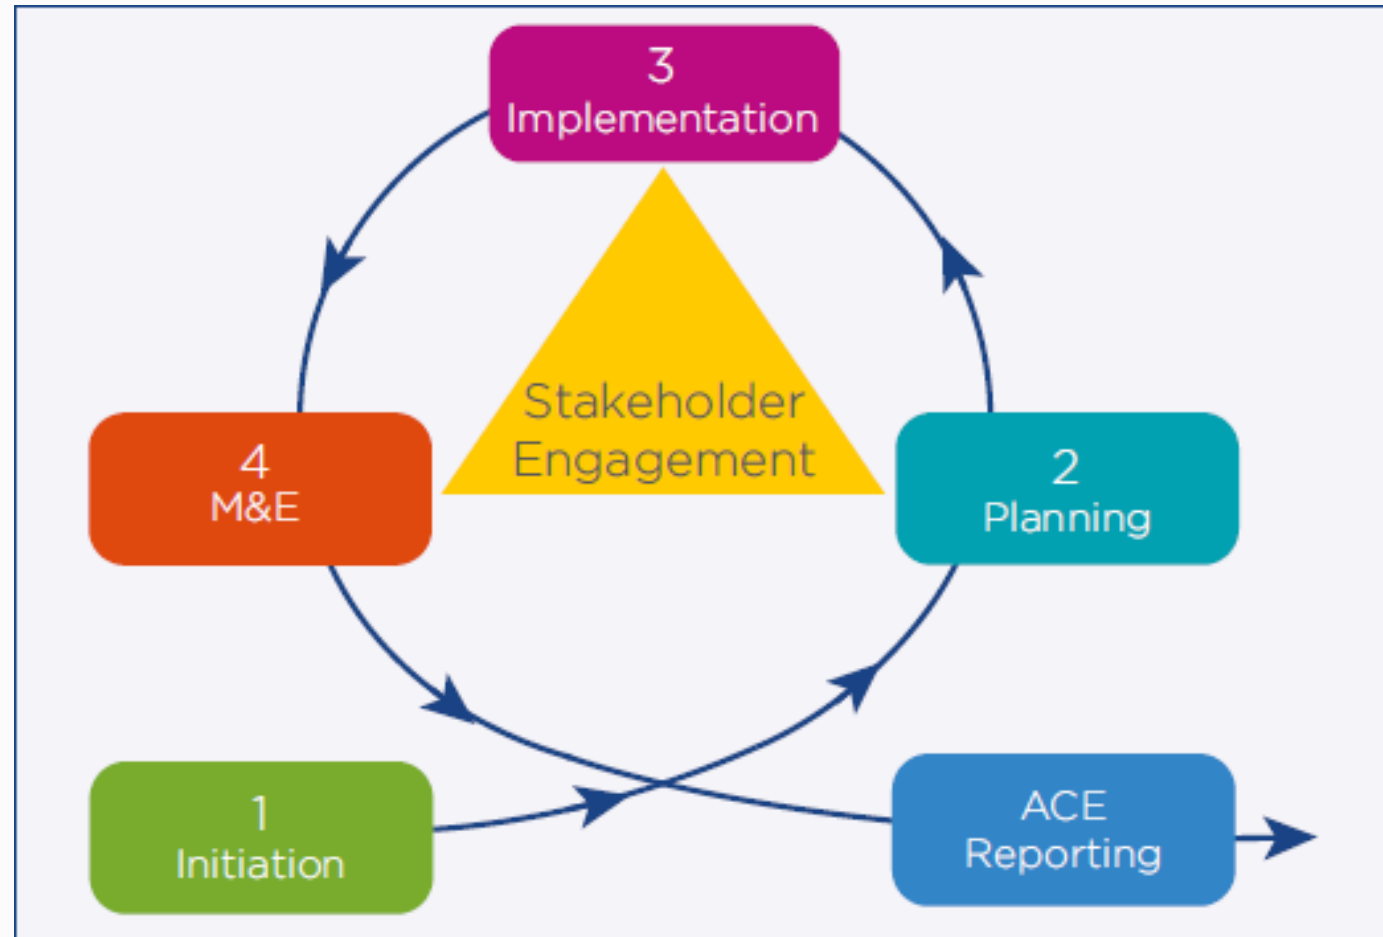 3
Implementation
Stakeholder
Engagement
4
M&E
2
Planning
1
Initiation
ACE
Reporting